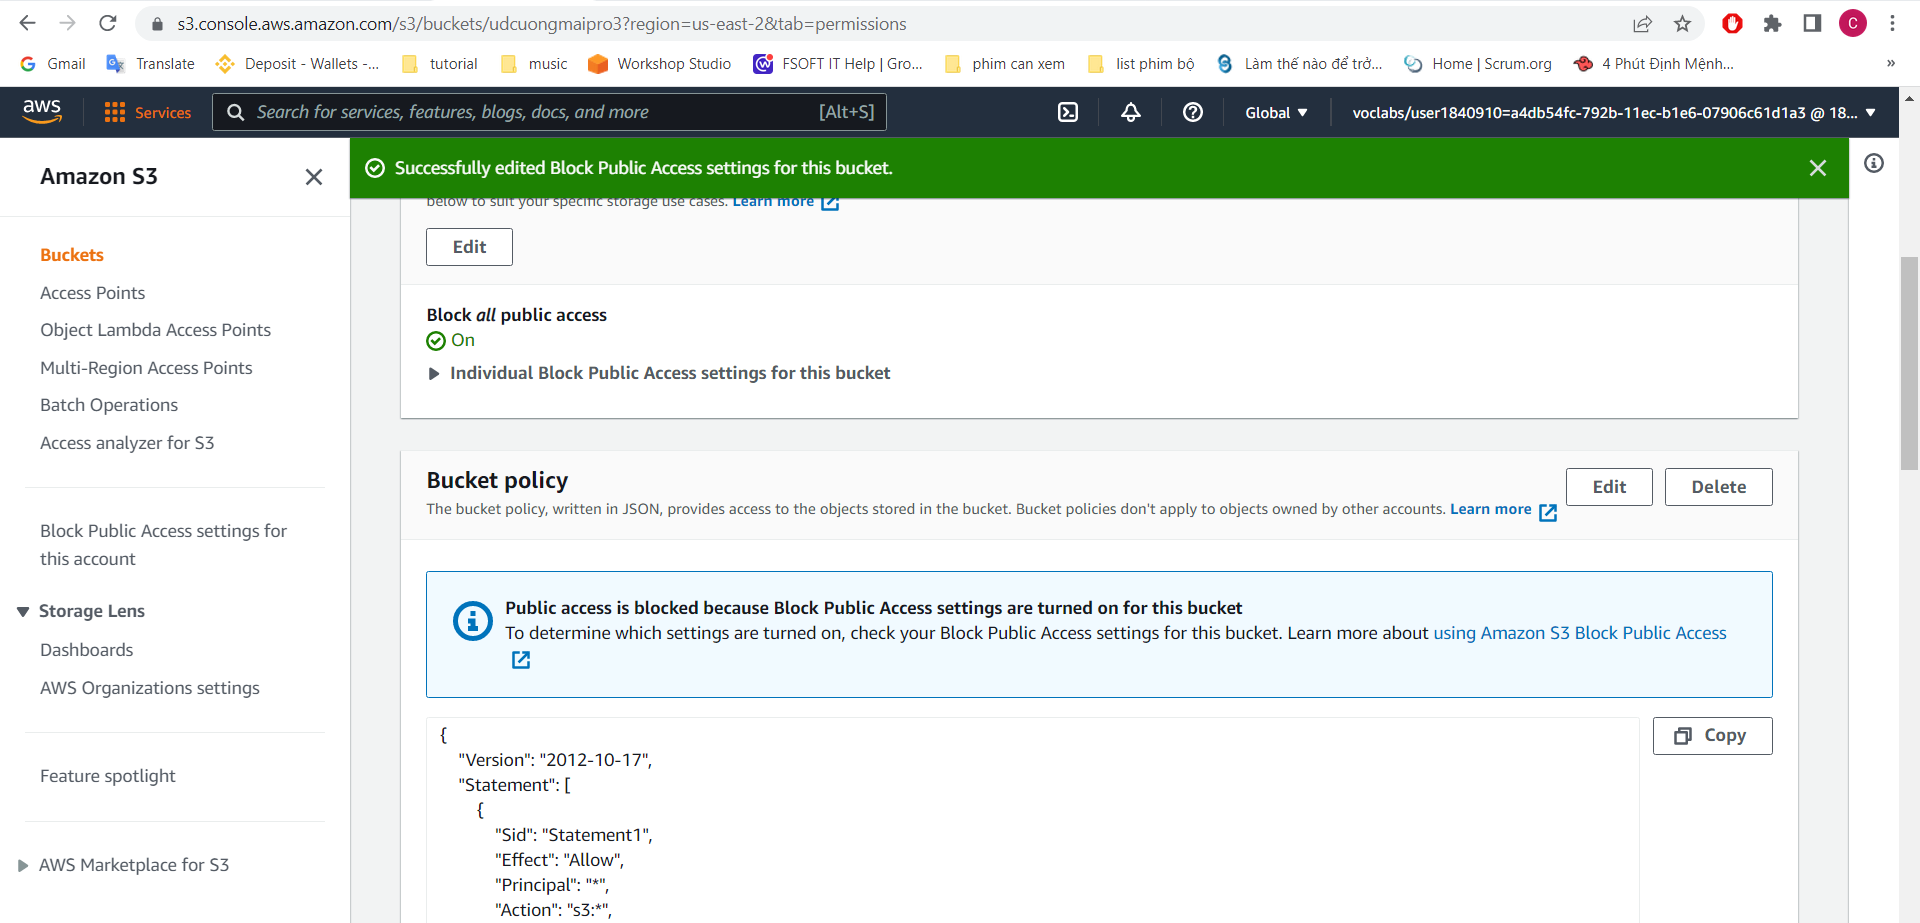 s3.console.aws.amazon.com/s3/buckets/udcuongmaipro3?region=us-east-2&tab=permissions
C
Gmail
Translate
Deposit - Wallets -...
tutorial
music
Workshop Studio
FSOFT IT Help | Gro...
phim can xem
list phim bộ
Làm thế nào để trở...
Home | Scrum.org
4 Phút Định Mệnh...
»
aws
Services
Search for services, features, blogs, docs, and more
[Alt+S]
Global
voclabs/user1840910=a4db54fc-792b-11ec-b1e6-07906c61d1a3 @ 18...
Amazon S3
Buckets
Access Points
Object Lambda Access Points
Multi-Region Access Points
Batch Operations
Access analyzer for S3
Block Public Access settings for
this account
Storage Lens
Dashboards
AWS Organizations settings
Feature spotlight
AWS Marketplace for S3
Successfully edited Block Public Access settings for this bucket.
below to suit your specific storage use cases. Learn more
Edit
Block all public access
On
Individual Block Public Access settings for this bucket
Bucket policy
Edit
Delete
The bucket policy, written in JSON, provides access to the objects stored in the bucket. Bucket policies don't apply to objects owned by other accounts. Learn more
Public access is blocked because Block Public Access settings are turned on for this bucket
To determine which settings are turned on, check your Block Public Access settings for this bucket. Learn more about using Amazon S3 Block Public Access
Copy
{
"Version": "2012-10-17",
"Statement": [
{
"Sid": "Statement1",
"Effect": "Allow",
"Principal": "*",
"Action": "s3:*",